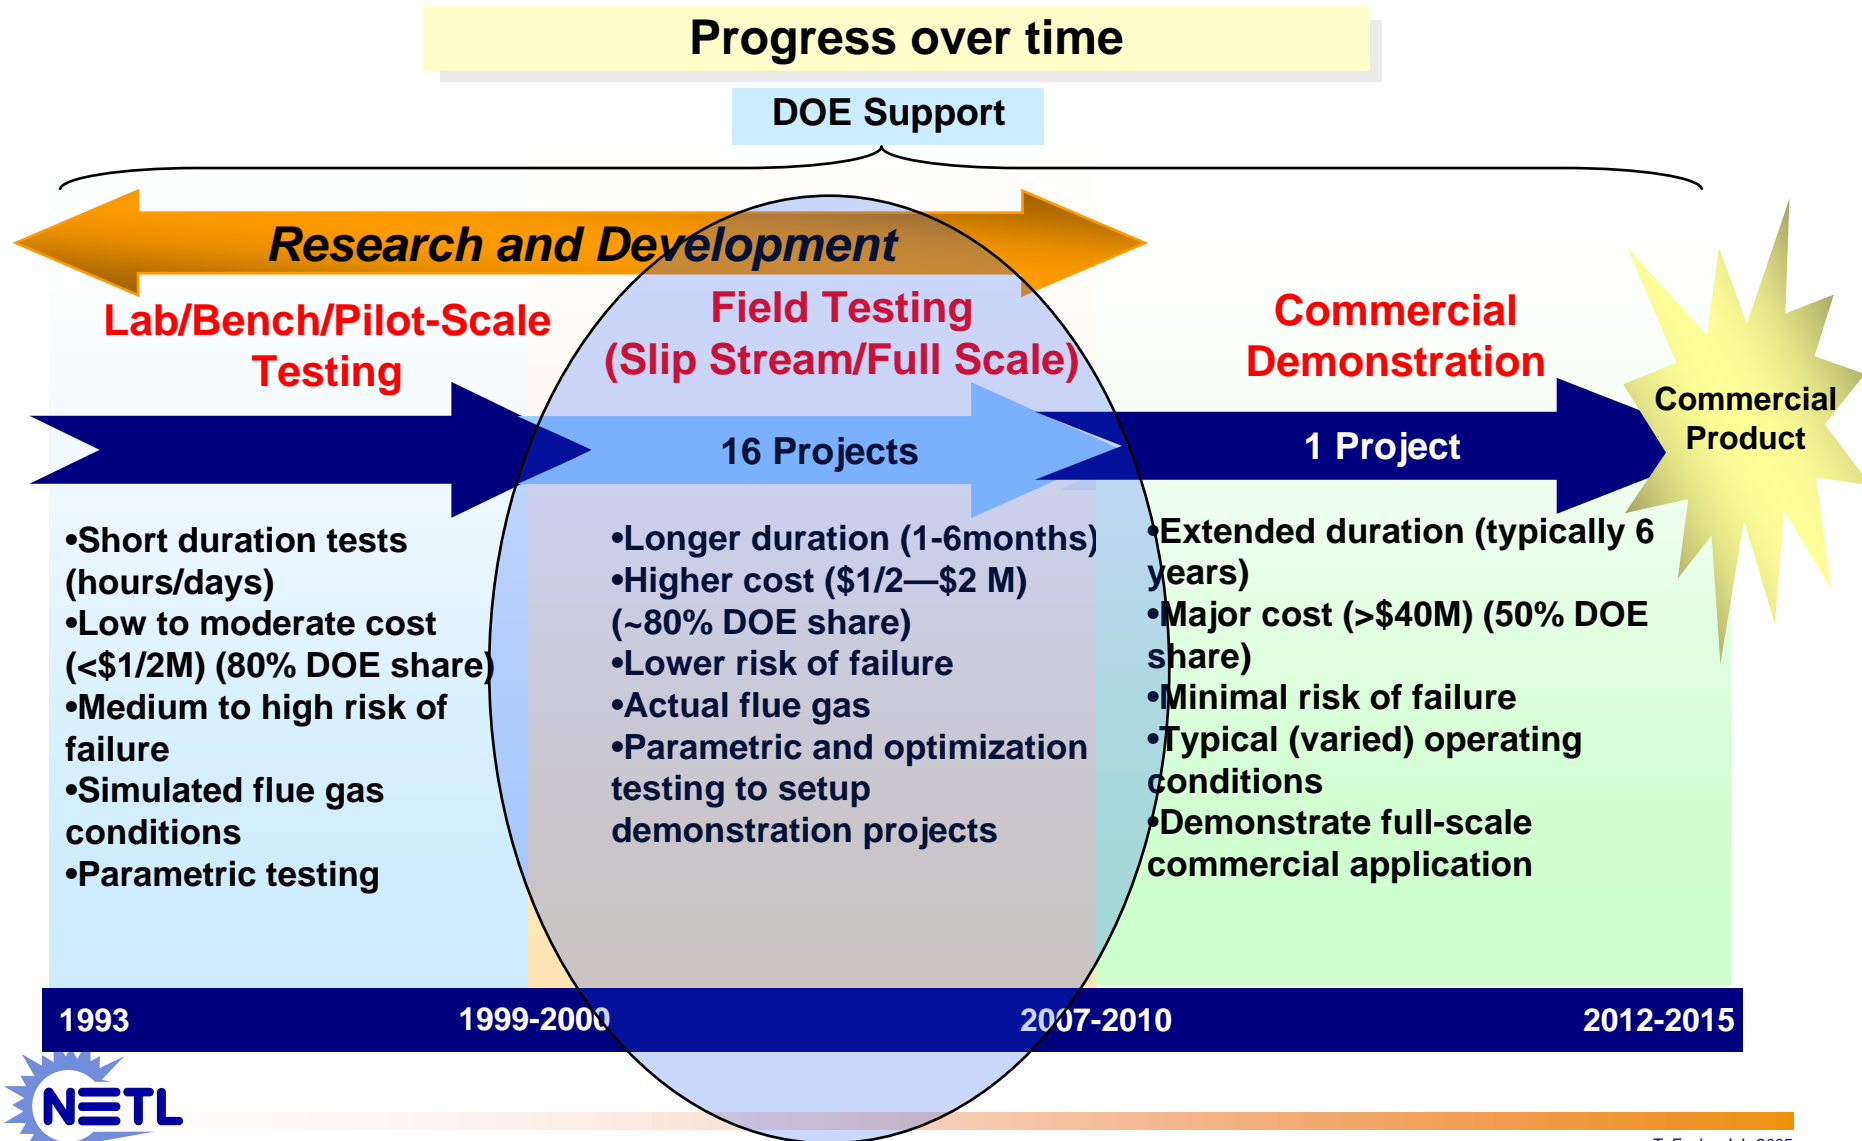 Progress over time
DOE Support
Research and Development
Lab/Bench/Pilot-Scale
Testing
Field Testing
(Slip Stream/Full Scale)
Commercial
Demonstration
Commercial
Product
16 Projects
1 Project
•Short duration tests
(hours/days)
•Low to moderate cost
(<$1/2M) (80% DOE share)
•Medium to high risk of
failure
•Simulated flue gas
conditions
•Parametric testing
•Longer duration (1-6months)
•Higher cost ($1/2—$2 M)
(~80% DOE share)
•Lower risk of failure
•Actual flue gas
•Parametric and optimization
testing to setup
demonstration projects
•Extended duration (typically 6
years)
•Major cost (>$40M) (50% DOE
share)
•Minimal risk of failure
•Typical (varied) operating
conditions
•Demonstrate full-scale
commercial application
1993
1999-2000
2007-2010
2012-2015
NETL